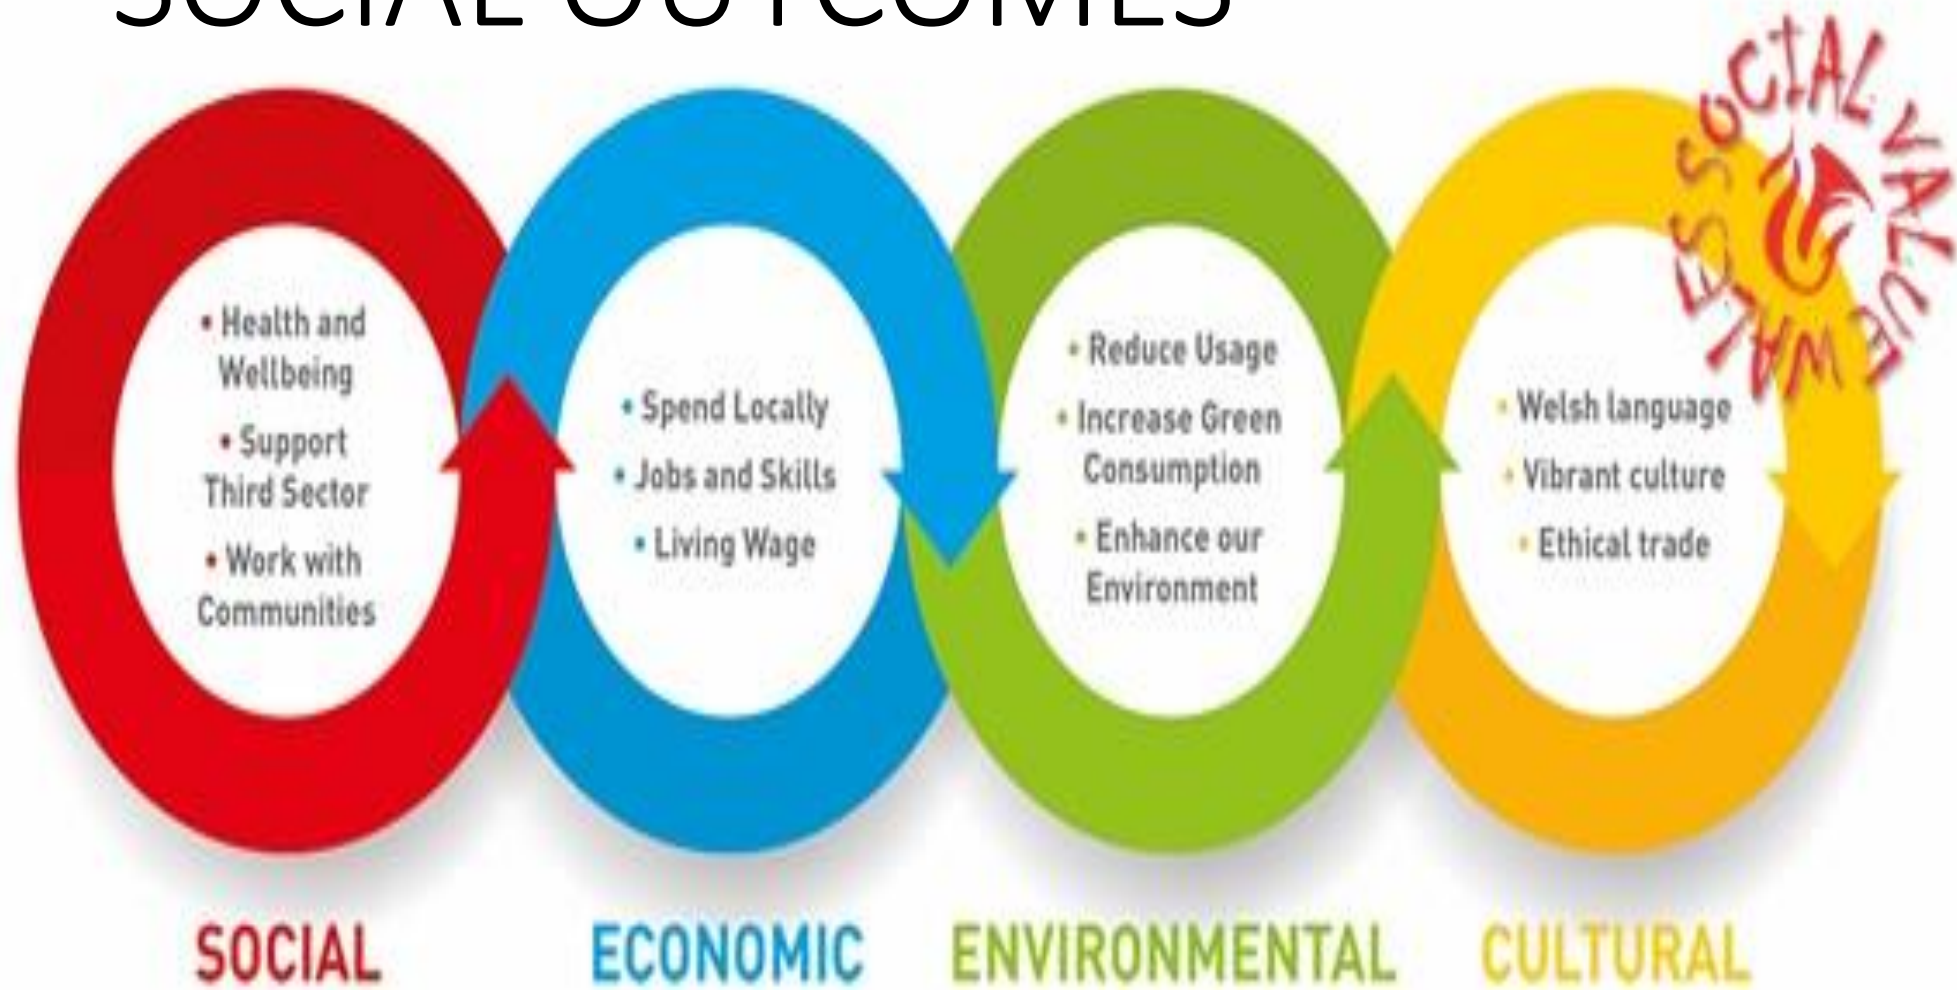 SOCIAL OUTCOMES
SOCIAL VALUE WALES
• Health and
Wellbeing
• Support
Third Sector
• Work with
Communities
• Spend Locally
• Jobs and Skills
• Living Wage
• Reduce Usage
• Increase Green
Consumption
• Enhance our
Environment
• Welsh language
• Vibrant culture
• Ethical trade
SOCIAL
ECONOMIC
ENVIRONMENTAL
CULTURAL